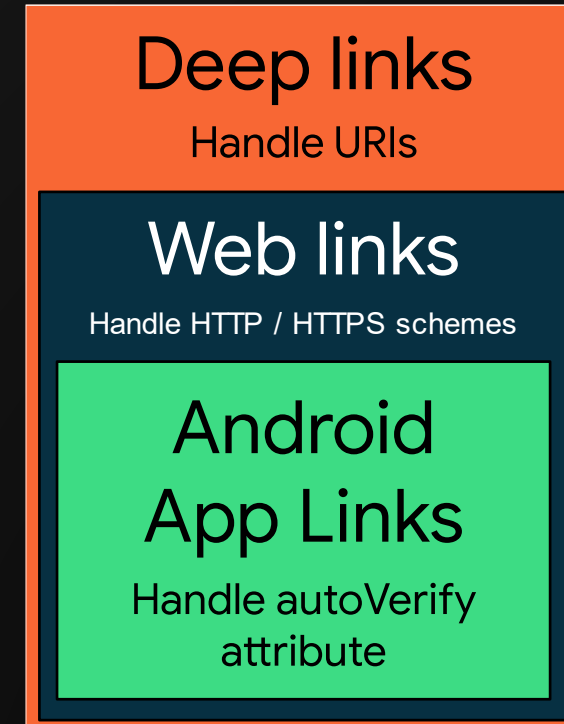 Deep links
Handle URIs
Web links
Handle HTTP / HTTPS schemes
Android
App Links
Handle autoVerify
attribute